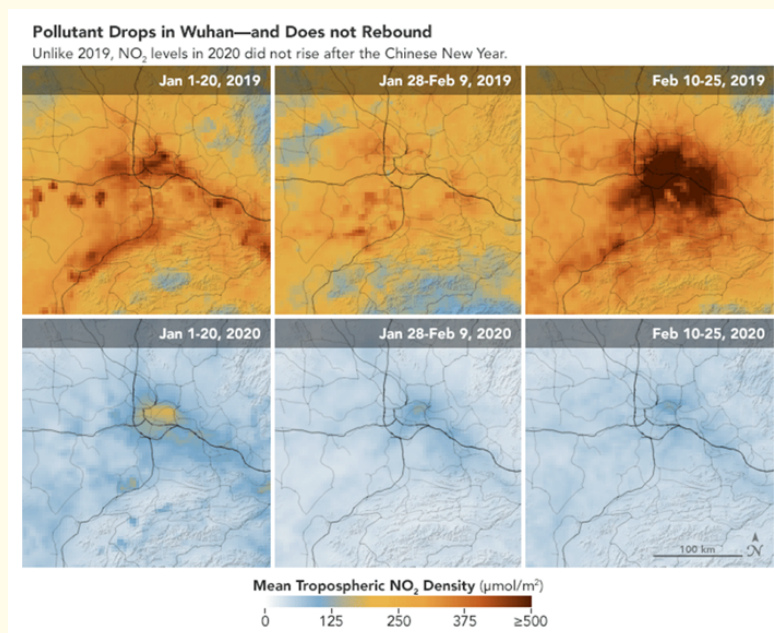 Pollutant Drops in Wuhan—and Does not Rebound
Unlike 2019, NO₂ levels in 2020 did not rise after the Chinese New Year.
Jan 1-20, 2019
Jan 28-Feb 9, 2019
Feb 10-25, 2019
Jan 1-20, 2020
Jan 28-Feb 9, 2020
Feb 10-25, 2020
100 km
N
Mean Tropospheric NO₂ Density (μmol/m²)
0 125 250 375 ≥500